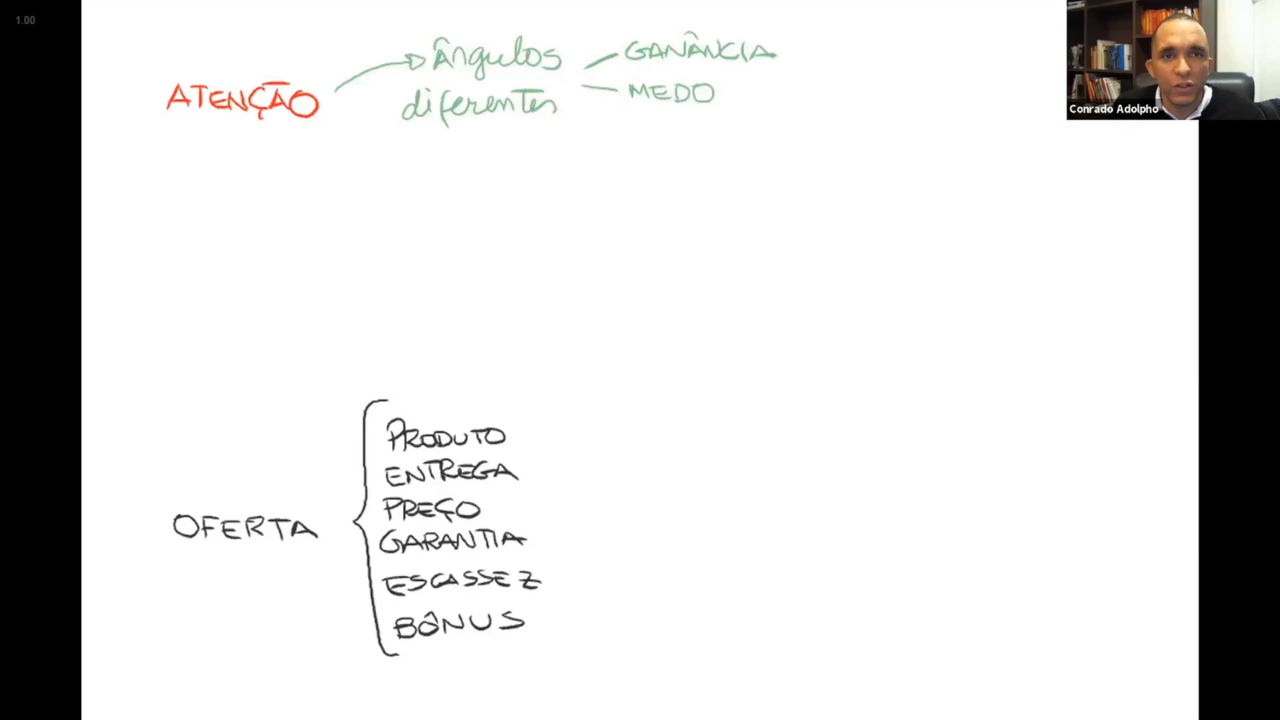 1.00
ângulos
GANÂNCIA
ATENÇÃO
diferentes
MEDO
Conrado Adolpho
PRODUTO
ENTREGA
PREÇO
OFERTA
GARANTIA
ESCASSEZ
BÔNUS